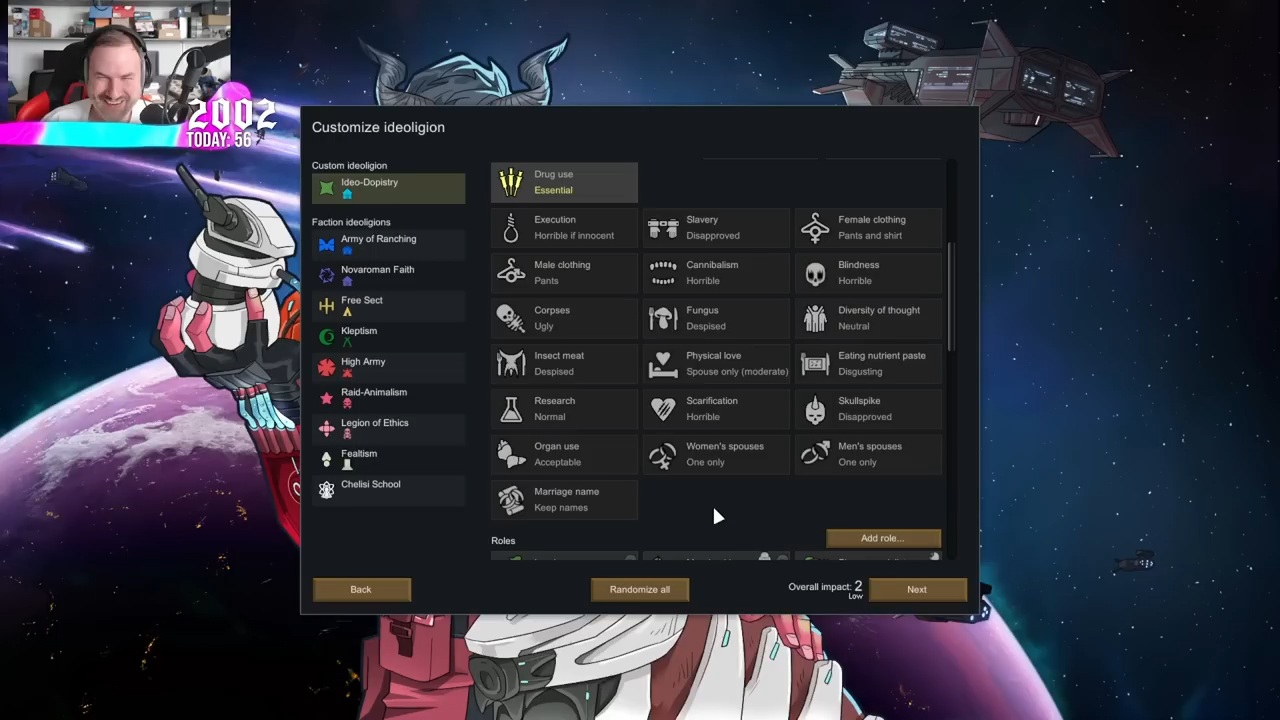 2002
TODAY: 56
Customize ideoligion
Custom ideoligion
Ideo-Dopistry
Faction ideoligions
Army of Ranching
Novaroman Faith
Free Sect
Kleptism
High Army
Raid-Animalism
Legion of Ethics
Fealtism
Chelisi School
Drug use
Essential
Execution
Horrible if innocent
Slavery
Disapproved
Female clothing
Pants and shirt
Male clothing
Pants
Cannibalism
Horrible
Blindness
Horrible
Corpses
Ugly
Fungus
Despised
Diversity of thought
Neutral
Insect meat
Despised
Physical love
Spouse only (moderate)
Eating nutrient paste
Disgusting
Research
Normal
Scarification
Horrible
Skullspike
Disapproved
Organ use
Acceptable
Women's spouses
One only
Men's spouses
One only
Marriage name
Keep names
Roles
Add role...
Back
Randomize all
Overall impact: 2
Low
Next